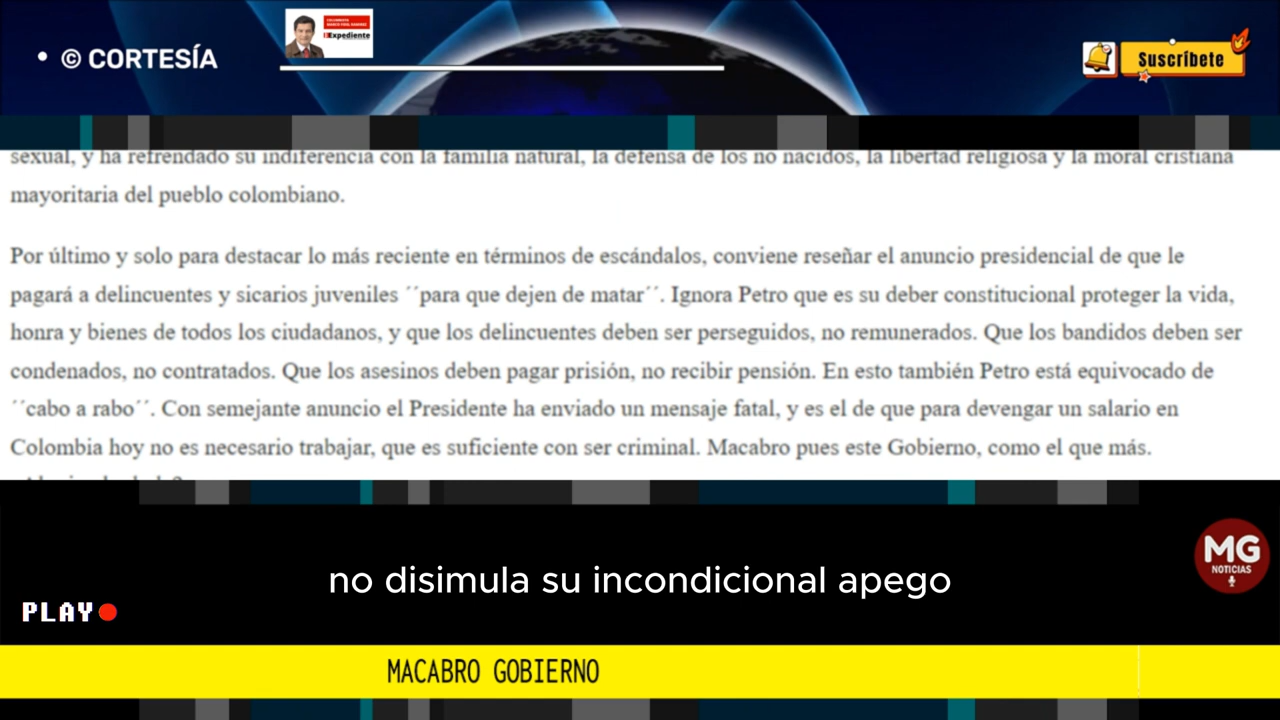 • © CORTESÍA
Expediente
Suscríbete
sexual, y ha refrendado su indiferencia con la familia natural, la defensa de los no nacidos, la libertad religiosa y la moral cristiana
mayoritaria del pueblo colombiano.
Por último y solo para destacar lo más reciente en términos de escándalos, conviene reseñar el anuncio presidencial de que le
pagará a delincuentes y sicarios juveniles ´´para que dejen de matar´´. Ignora Petro que es su deber constitucional proteger la vida,
honra y bienes de todos los ciudadanos, y que los delincuentes deben ser perseguidos, no remunerados. Que los bandidos deben ser
condenados, no contratados. Que los asesinos deben pagar prisión, no recibir pensión. En esto también Petro está equivocado de
´´cabo a rabo´´. Con semejante anuncio el Presidente ha enviado un mensaje fatal, y es el de que para devengar un salario en
Colombia hoy no es necesario trabajar, que es suficiente con ser criminal. Macabro pues este Gobierno, como el que más.
MG
NOTICIAS
no disimula su incondicional apego
PLAY
MACABRO GOBIERNO